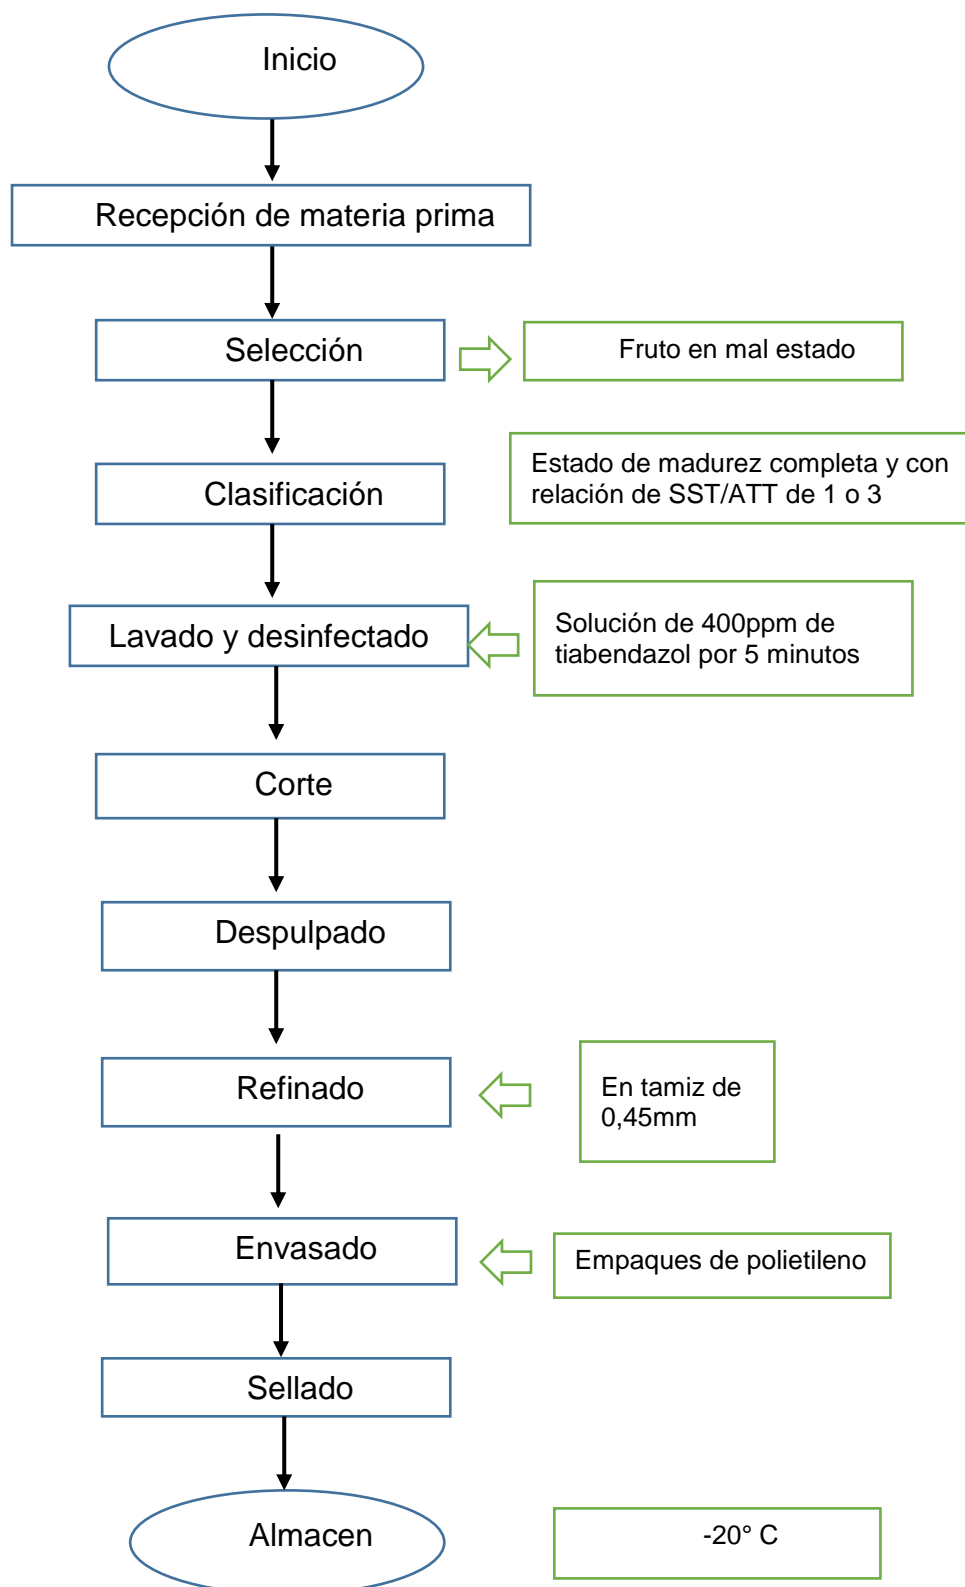 Inicio
Recepción de materia prima
Selección
Fruto en mal estado
Estado de madurez completa y con
relación de SST/ATT de 1 o 3
Clasificación
Lavado y desinfectado
Solución de 400ppm de
tiabendazol por 5 minutos
Corte
Despulpado
Refinado
En tamiz de
0,45mm
Envasado
Empaques de polietileno
Sellado
Almacen
-20° C